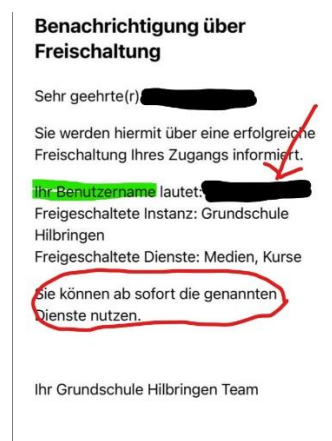 Benachrichtigung über
Freischaltung
Sehr geehrte(r)
Sie werden hiermit über eine erfolgreiche
Freischaltung Ihres Zugangs informiert.
Ihr Benutzername lautet:
Freigeschaltete Instanz: Grundschule
Hilbringen
Freigeschaltete Dienste: Medien, Kurse
Sie können ab sofort die genannten
Dienste nutzen.
Ihr Grundschule Hilbringen Team